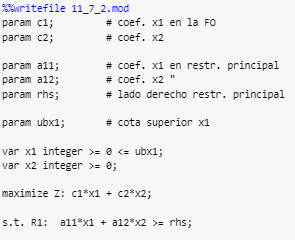 %%writefile 11_7_2.mod
param c1; # coef. x1 en la FO
param c2; # coef. x2
param a11; # coef. x1 en restr. principal
param a12; # coef. x2 "
param rhs; # lado derecho restr. principal
param ubx1; # cota superior x1
var x1 integer >= 0 <= ubx1;
var x2 integer >= 0;
maximize Z: c1*x1 + c2*x2;
s.t. R1: a11*x1 + a12*x2 >= rhs;